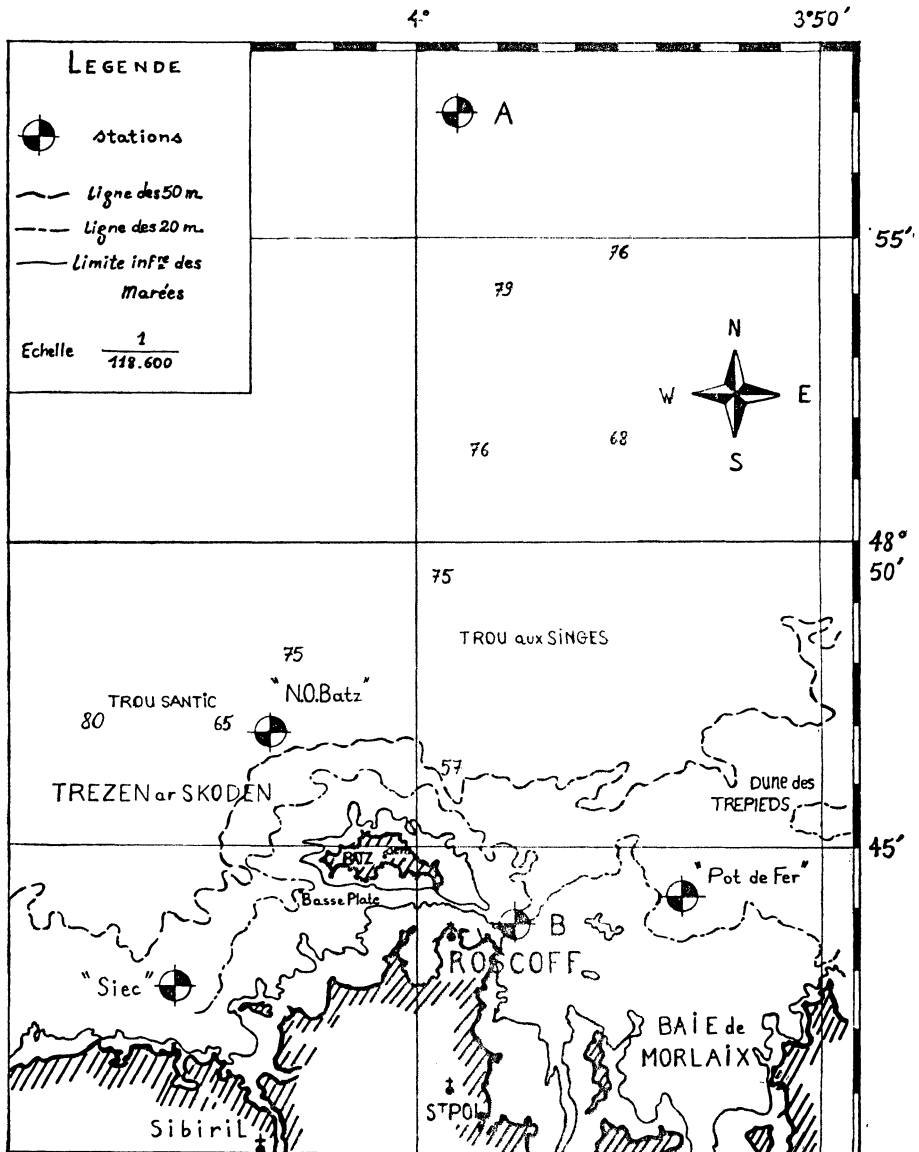 4°
3°50'
LEGENDE
stations
Ligne des 50 m.
Ligne des 20 m.
Limite infre des
Marées
Echelle 1/118.600
A
55'
76
79
N
W E
S
76
68
48°
50'
75
TROU aux SINGES
75
"N.O.Batz"
TROU SANTIC
80
65
57
TREZEN ar SKODEN
Dune des
TREPIEDS
45'
BATZ
"Pot de Fer"
Basse Plate
B
ROSCOFF
"Siec"
BAIE de
MORLAIX
ST POL
Sibiril